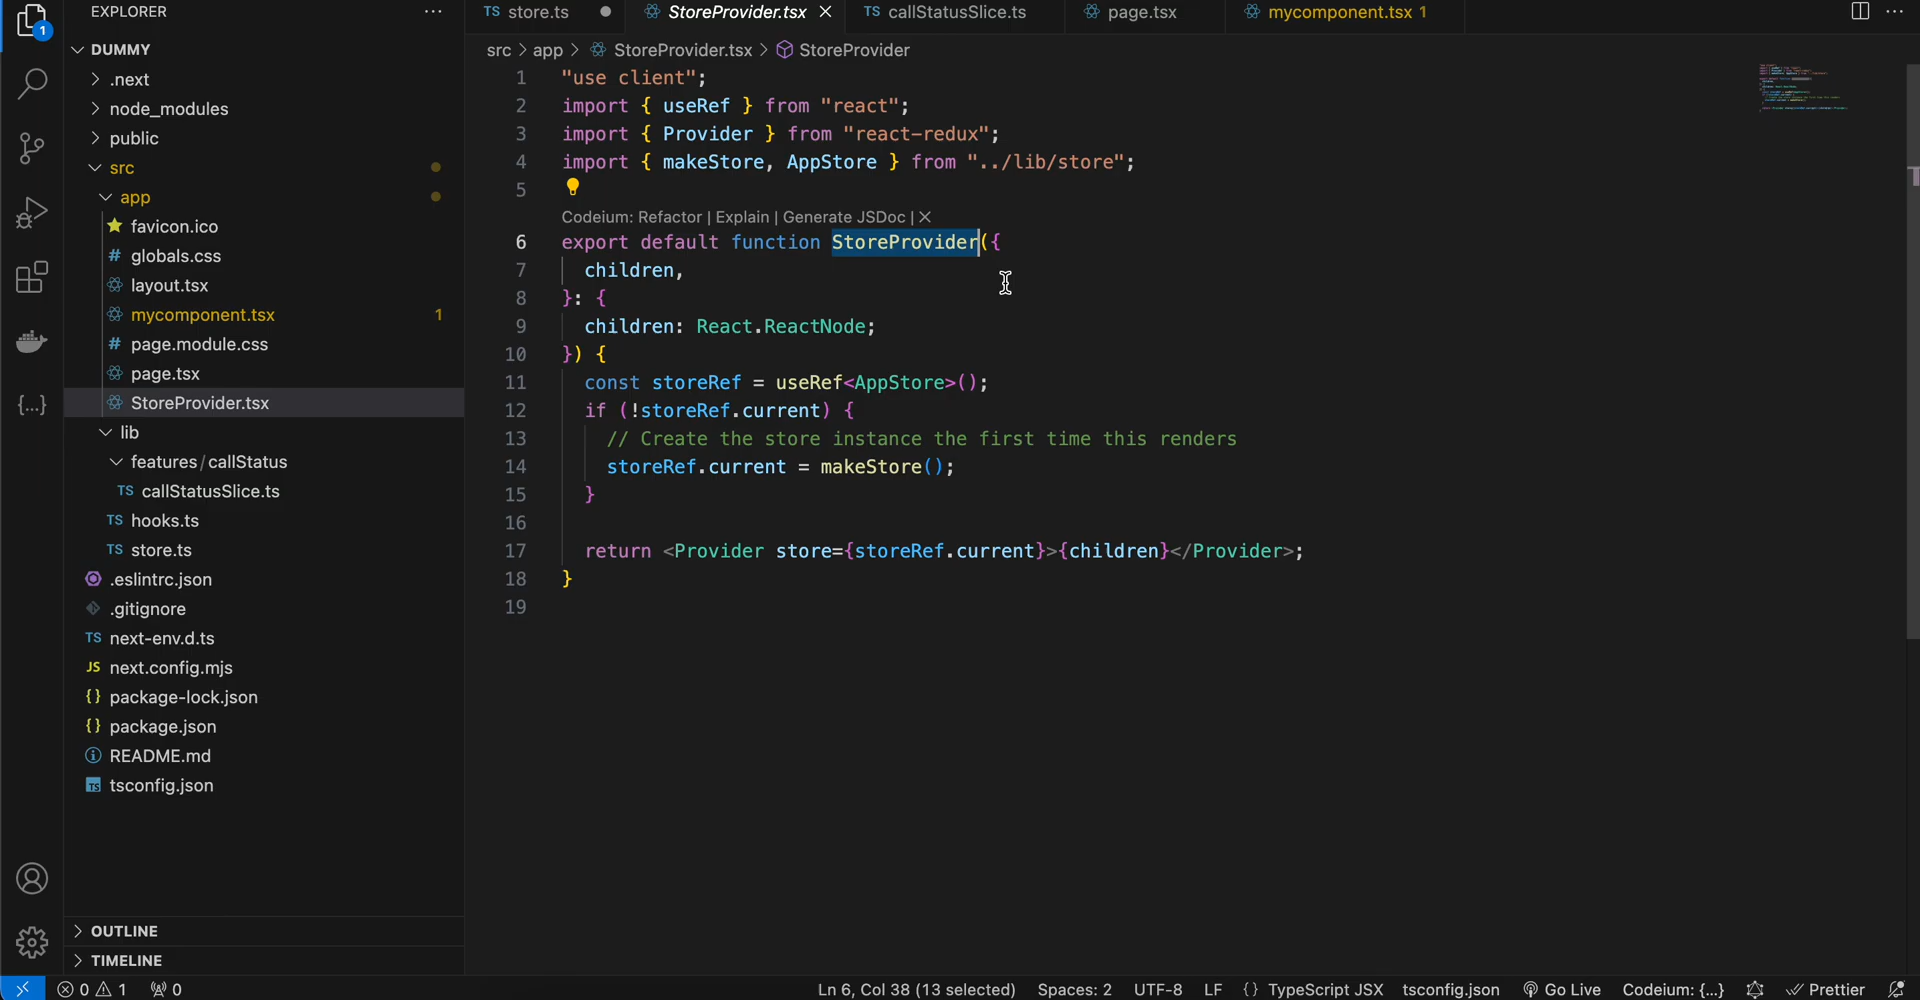 EXPLORER
1
DUMMY
.next
node_modules
public
src
app
favicon.ico
# globals.css
layout.tsx
mycomponent.tsx 1
# page.module.css
page.tsx
StoreProvider.tsx
lib
features/callStatus
TS callStatusSlice.ts
TS hooks.ts
TS store.ts
.eslintrc.json
.gitignore
TS next-env.d.ts
JS next.config.mjs
{} package-lock.json
{} package.json
README.md
TS tsconfig.json
OUTLINE
TIMELINE
TS store.ts
StoreProvider.tsx
TS callStatusSlice.ts
page.tsx
mycomponent.tsx 1
src > app > StoreProvider.tsx > StoreProvider
1 "use client";
2 import { useRef } from "react";
3 import { Provider } from "react-redux";
4 import { makeStore, AppStore } from "../lib/store";
5
Codeium: Refactor | Explain | Generate JSDoc | ×
6 export default function StoreProvider({
7 children,
8 }: {
9 children: React.ReactNode;
10 }) {
11 const storeRef = useRef<AppStore>();
12 if (!storeRef.current) {
13 // Create the store instance the first time this renders
14 storeRef.current = makeStore();
15 }
16
17 return <Provider store={storeRef.current}>{children}</Provider>;
18 }
19
0 1 0 Ln 6, Col 38 (13 selected) Spaces: 2 UTF-8 LF {} TypeScript JSX tsconfig.json Go Live Codeium: {...} Prettier